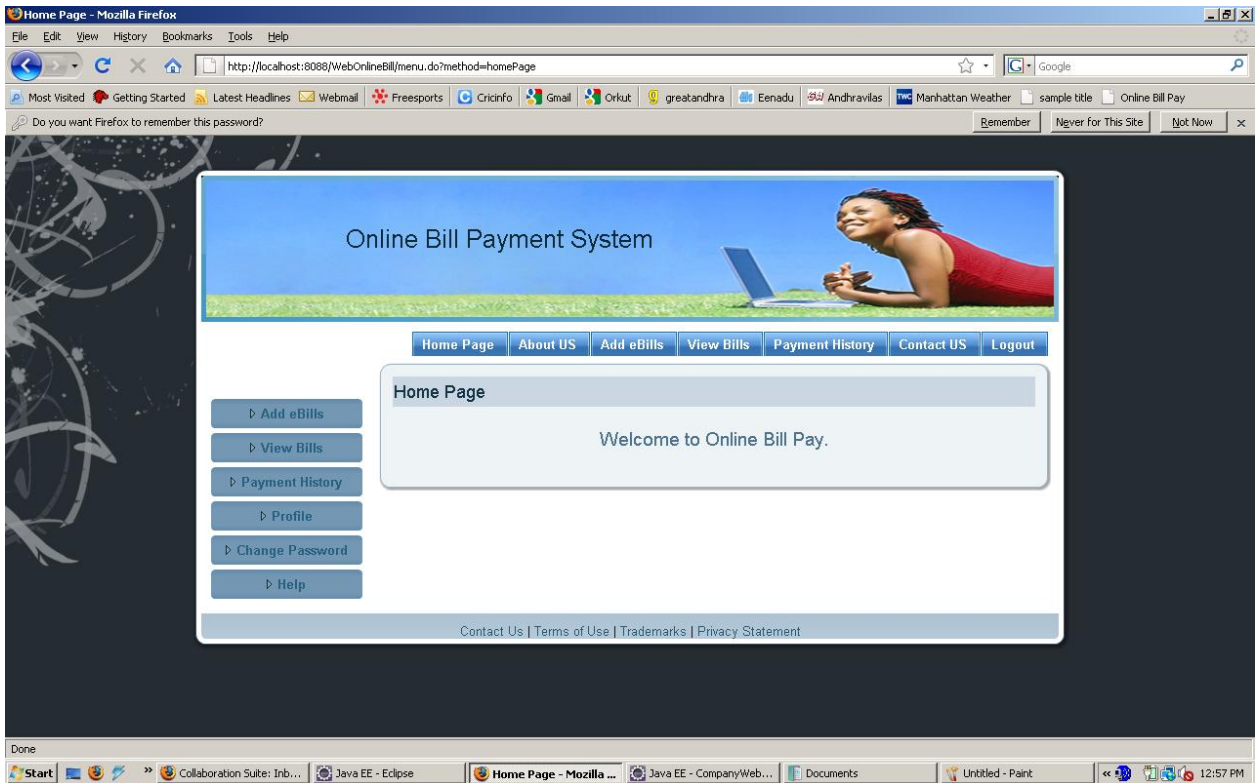 Home Page - Mozilla Firefox
File Edit View History Bookmarks Tools Help
http://localhost:8088/WebOnlineBill/menu.do?method=homePage
G Google
Most Visited Getting Started Latest Headlines Webmail Freesports Cricinfo Gmail Orkut greatandhra Eenadu Andhravilas TWC Manhattan Weather sample title Online Bill Pay
Do you want Firefox to remember this password? Remember Never for This Site Not Now
Online Bill Payment System
Home Page About US Add eBills View Bills Payment History Contact US Logout
Home Page
Welcome to Online Bill Pay.
Add eBills
View Bills
Payment History
Profile
Change Password
Help
Contact Us | Terms of Use | Trademarks | Privacy Statement
Done
Start » Collaboration Suite: Inb... Java EE - Eclipse Home Page - Mozilla ... Java EE - CompanyWeb... Documents Untitled - Paint « 12:57 PM